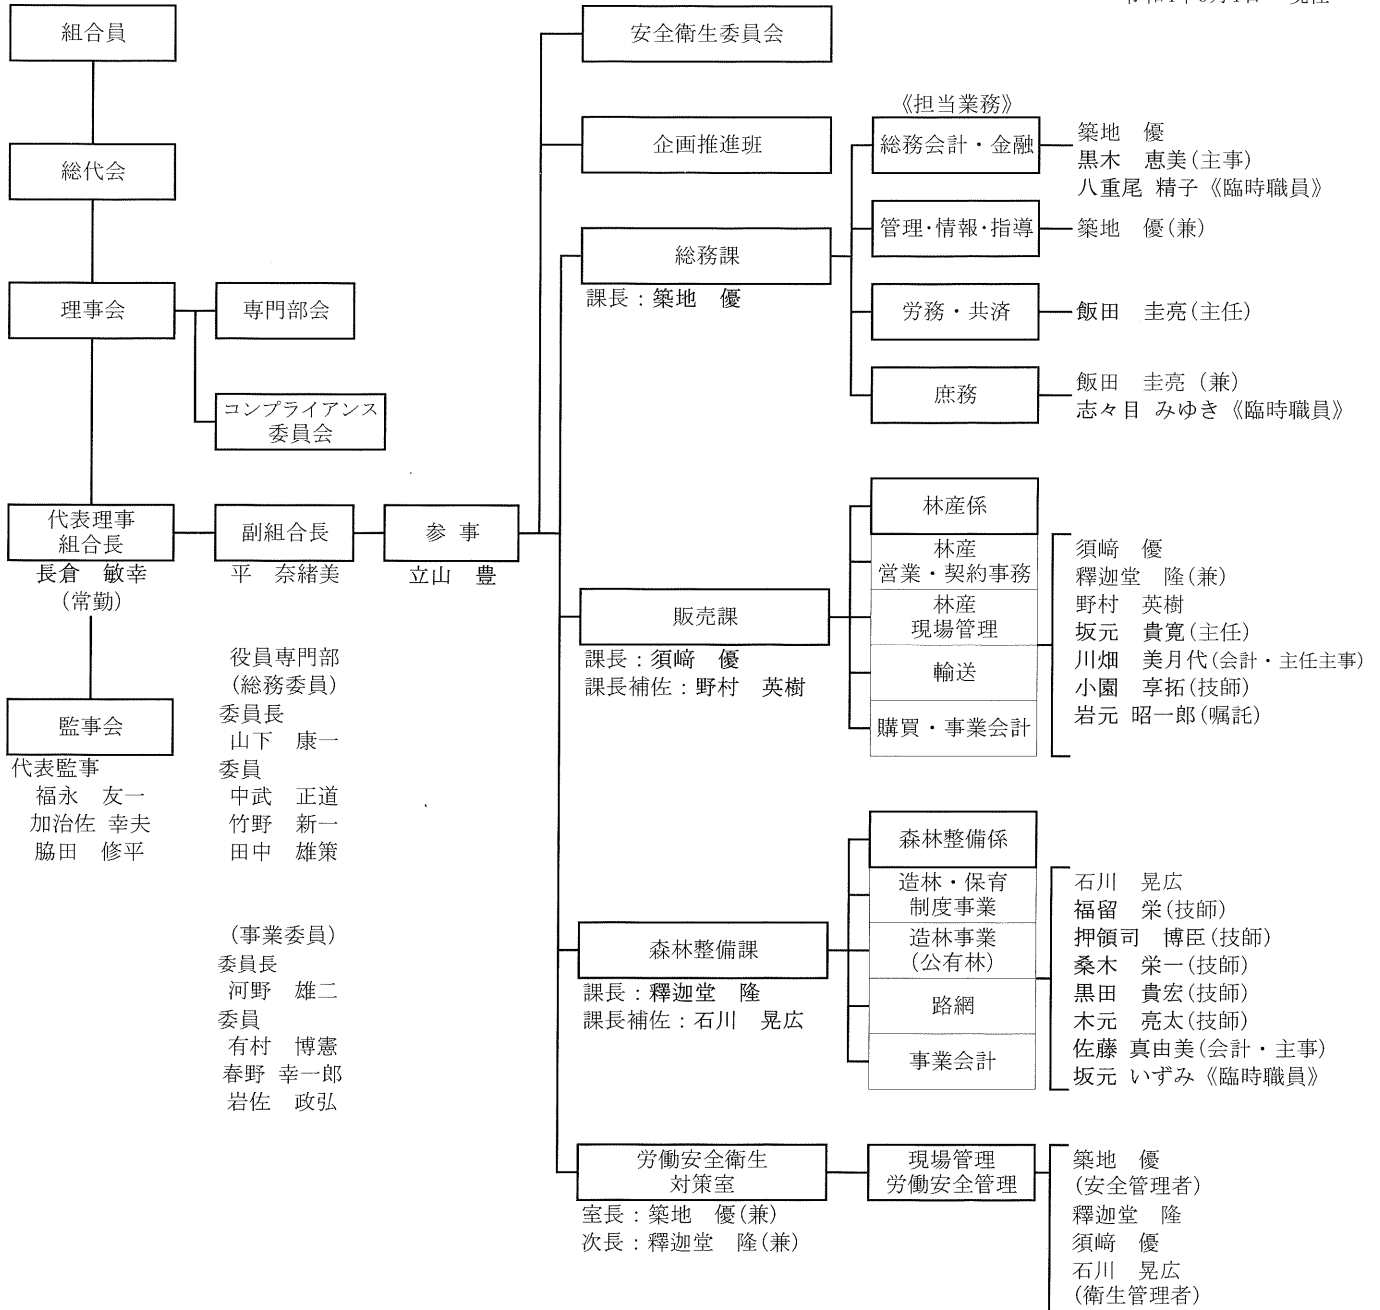 組合員
総代会
理事会
専門部会
コンプライアンス
委員会
代表理事
組合長
長倉 敏幸
(常勤)
副組合長
平 奈緒美
参 事
立山 豊
監事会
代表監事
福永 友一
加治佐 幸夫
脇田 修平
役員専門部
(総務委員)
委員長
山下 康一
委員
中武 正道
竹野 新一
田中 雄策
(事業委員)
委員長
河野 雄二
委員
有村 博憲
春野 幸一郎
岩佐 政弘
安全衛生委員会
企画推進班
総務課
課長：築地 優
《担当業務》
総務会計・金融
築地 優
黒木 恵美(主事)
八重尾 精子《臨時職員》
管理・情報・指導
築地 優(兼)
労務・共済
飯田 圭亮(主任)
庶務
飯田 圭亮 (兼)
志々目 みゆき《臨時職員》
販売課
課長：須﨑 優
課長補佐：野村 英樹
林産係
林産
営業・契約事務
林産
現場管理
輸送
購買・事業会計
須﨑 優
釋迦堂 隆(兼)
野村 英樹
坂元 貴寛(主任)
川畑 美月代(会計・主任主事)
小園 享拓(技師)
岩元 昭一郎(嘱託)
森林整備課
課長：釋迦堂 隆
課長補佐：石川 晃広
森林整備係
造林・保育
制度事業
造林事業
(公有林)
路網
事業会計
石川 晃広
福留 栄(技師)
押領司 博臣(技師)
桑木 栄一(技師)
黒田 貴宏(技師)
木元 亮太(技師)
佐藤 真由美(会計・主事)
坂元 いずみ《臨時職員》
労働安全衛生
対策室
室長：築地 優(兼)
次長：釋迦堂 隆(兼)
現場管理
労働安全管理
築地 優
(安全管理者)
釋迦堂 隆
須﨑 優
石川 晃広
(衛生管理者)